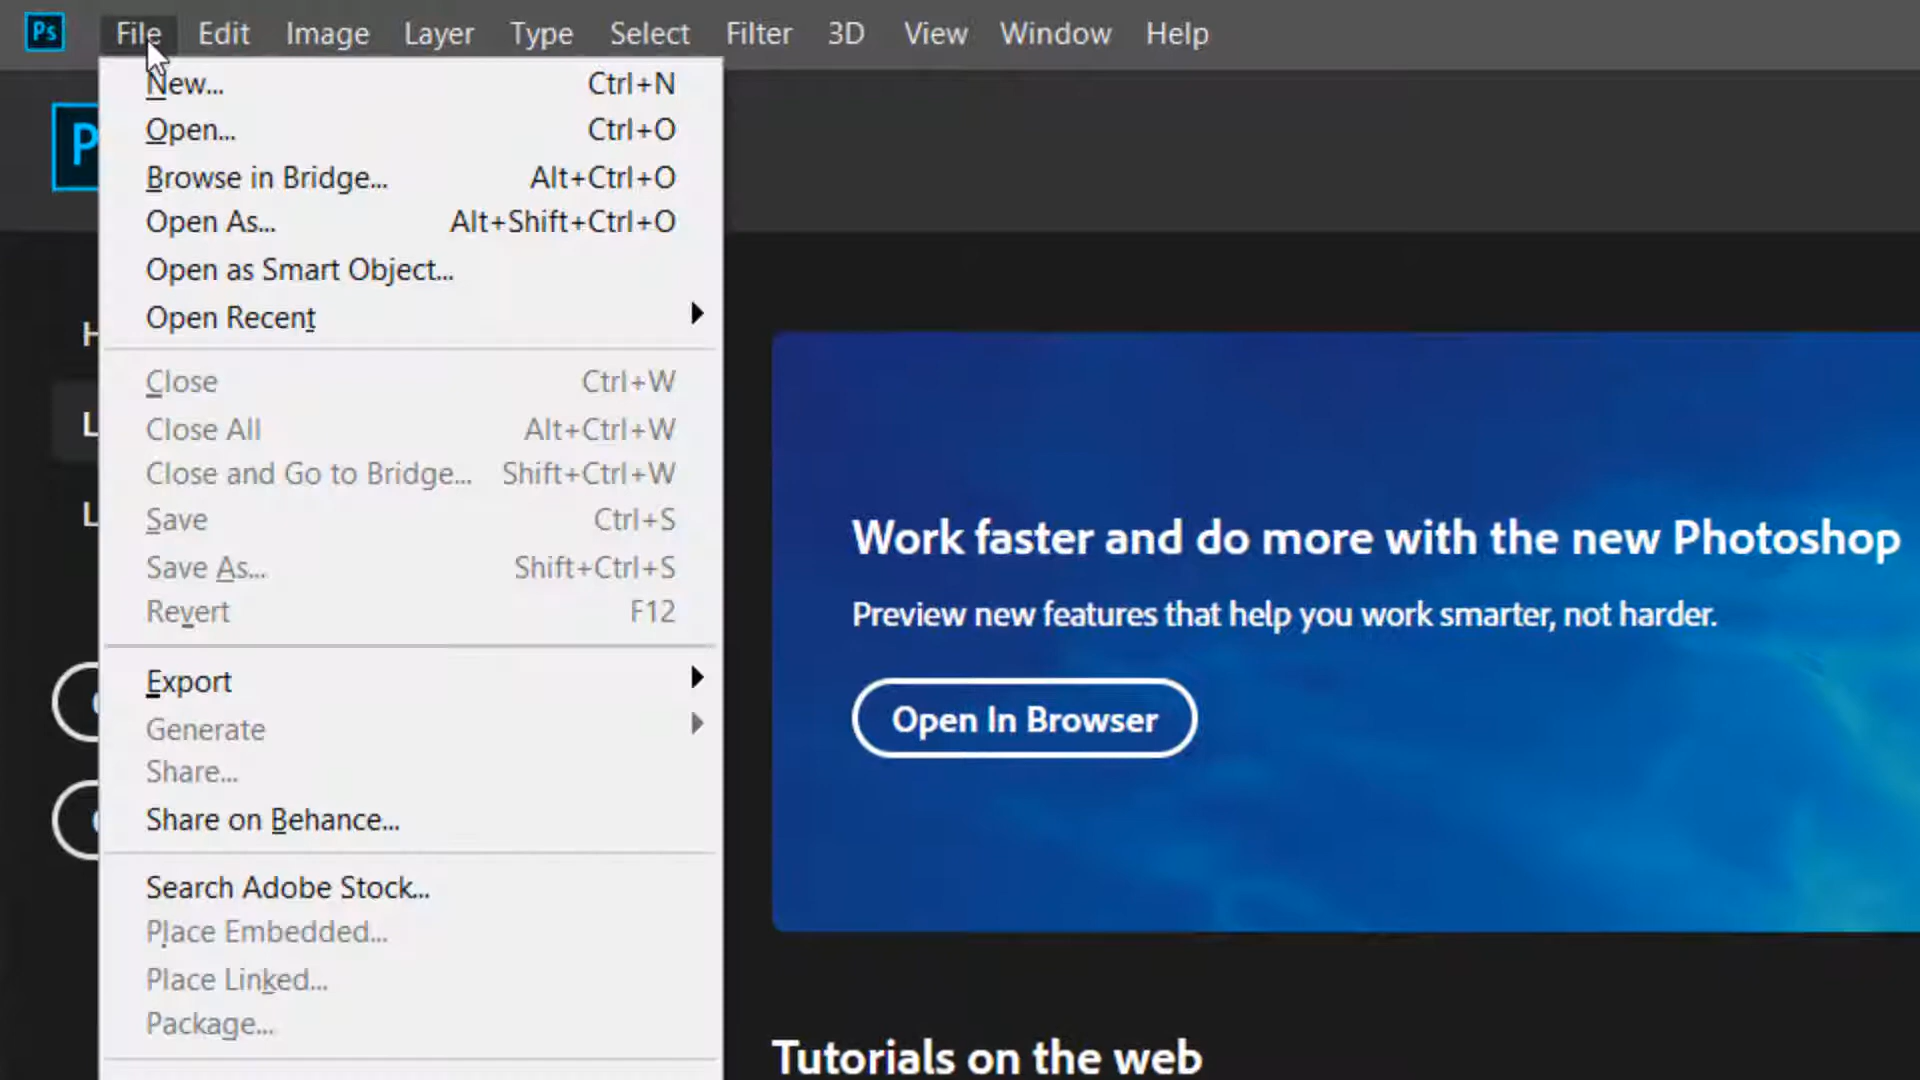 Ps File Edit Image Layer Type Select Filter 3D View Window Help
P
New... Ctrl+N
Open... Ctrl+O
Browse in Bridge... Alt+Ctrl+O
Open As... Alt+Shift+Ctrl+O
Open as Smart Object...
Open Recent
Close Ctrl+W
Close All Alt+Ctrl+W
Close and Go to Bridge... Shift+Ctrl+W
Save Ctrl+S
Save As... Shift+Ctrl+S
Revert F12
Export
Generate
Share...
Share on Behance...
Search Adobe Stock...
Place Embedded...
Place Linked...
Package...
Work faster and do more with the new Photoshop
Preview new features that help you work smarter, not harder.
Open In Browser
Tutorials on the web